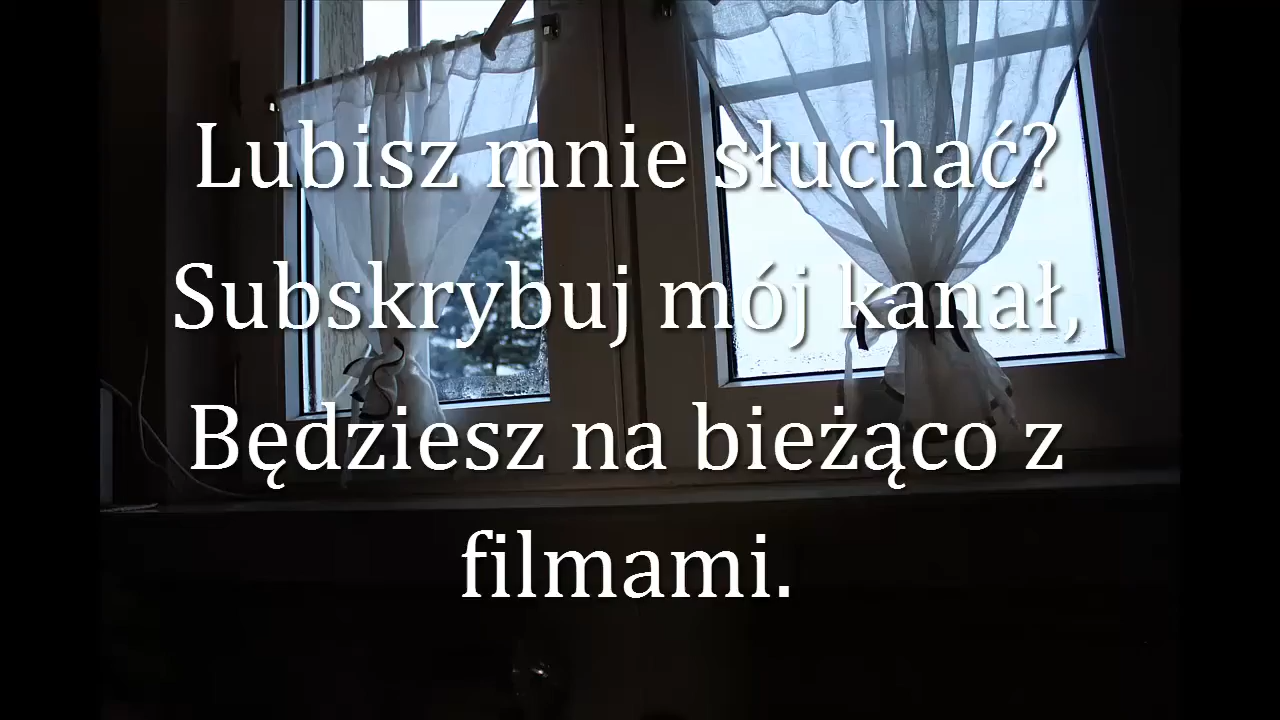 Lubisz mnie słuchać?
Subskrybuj mój kanał,
Będziesz na bieżąco z
filmami.